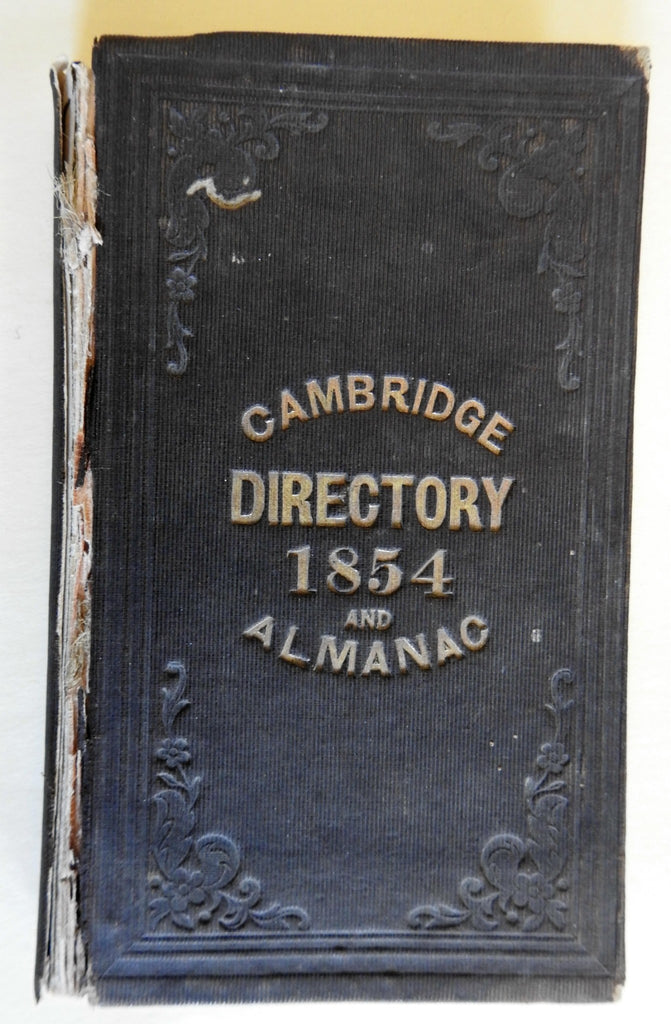 CAMBRIDGE
DIRECTORY
1854
AND
ALMANAC